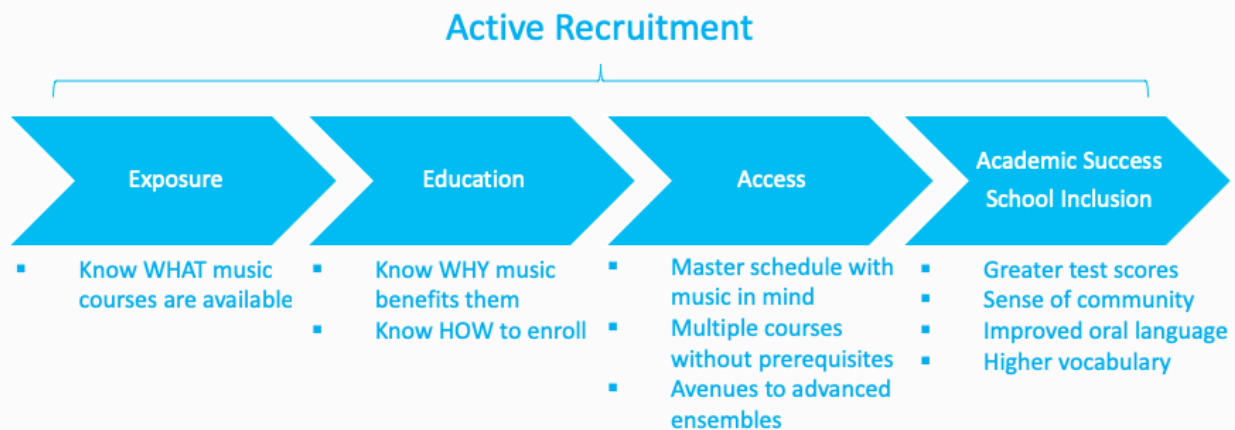 Active Recruitment
Exposure
Education
Access
Academic Success
School Inclusion
▪ Know WHAT music
courses are available
▪ Know WHY music
benefits them
▪ Know HOW to enroll
▪ Master schedule with
music in mind
▪ Multiple courses
without prerequisites
▪ Avenues to advanced
ensembles
▪ Greater test scores
▪ Sense of community
▪ Improved oral language
▪ Higher vocabulary